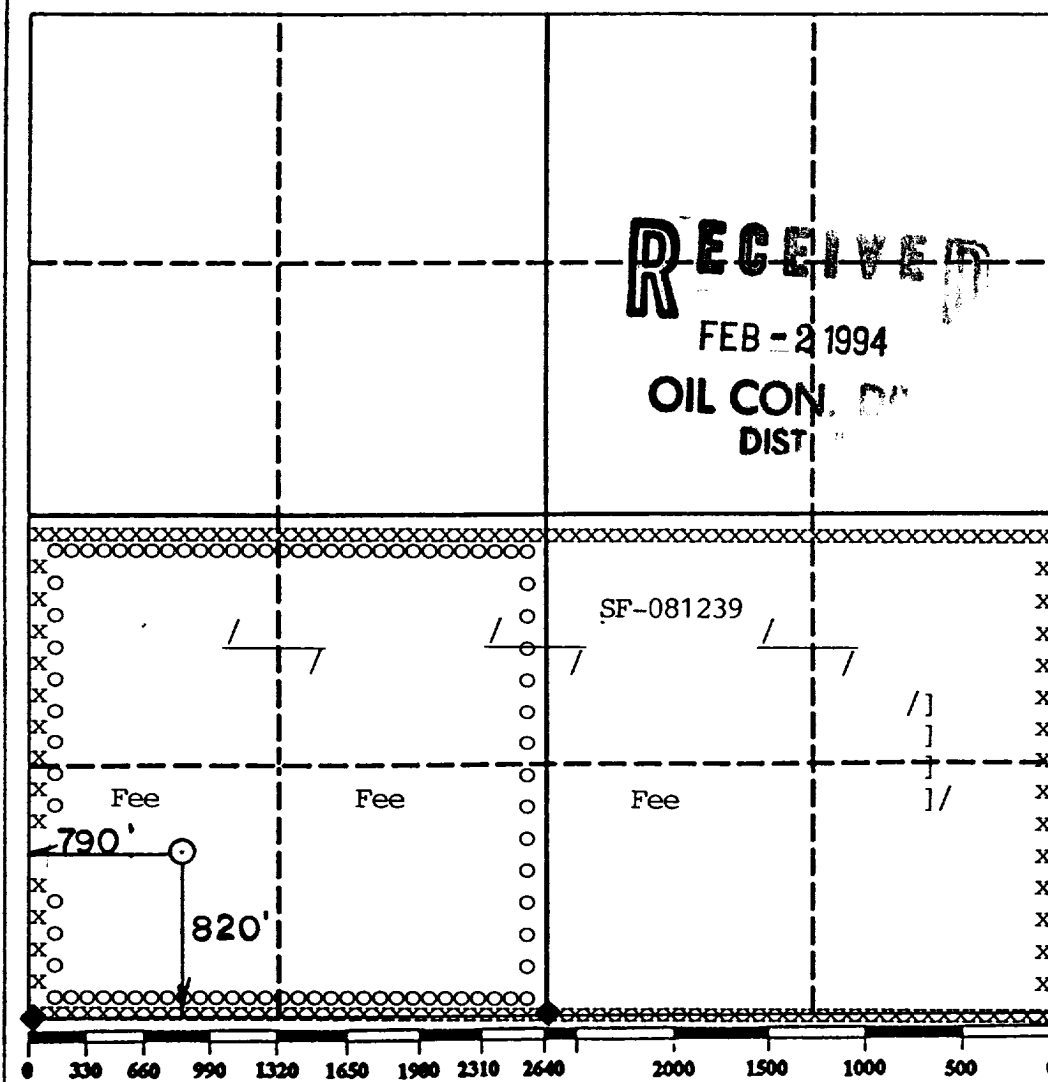 RECEIVED
FEB - 2 1994
OIL CON.
DIST
SF-081239
Fee Fee Fee
790'
820'
0 330 660 990 1320 1650 1980 2310 2640 2000 1500 1000 500